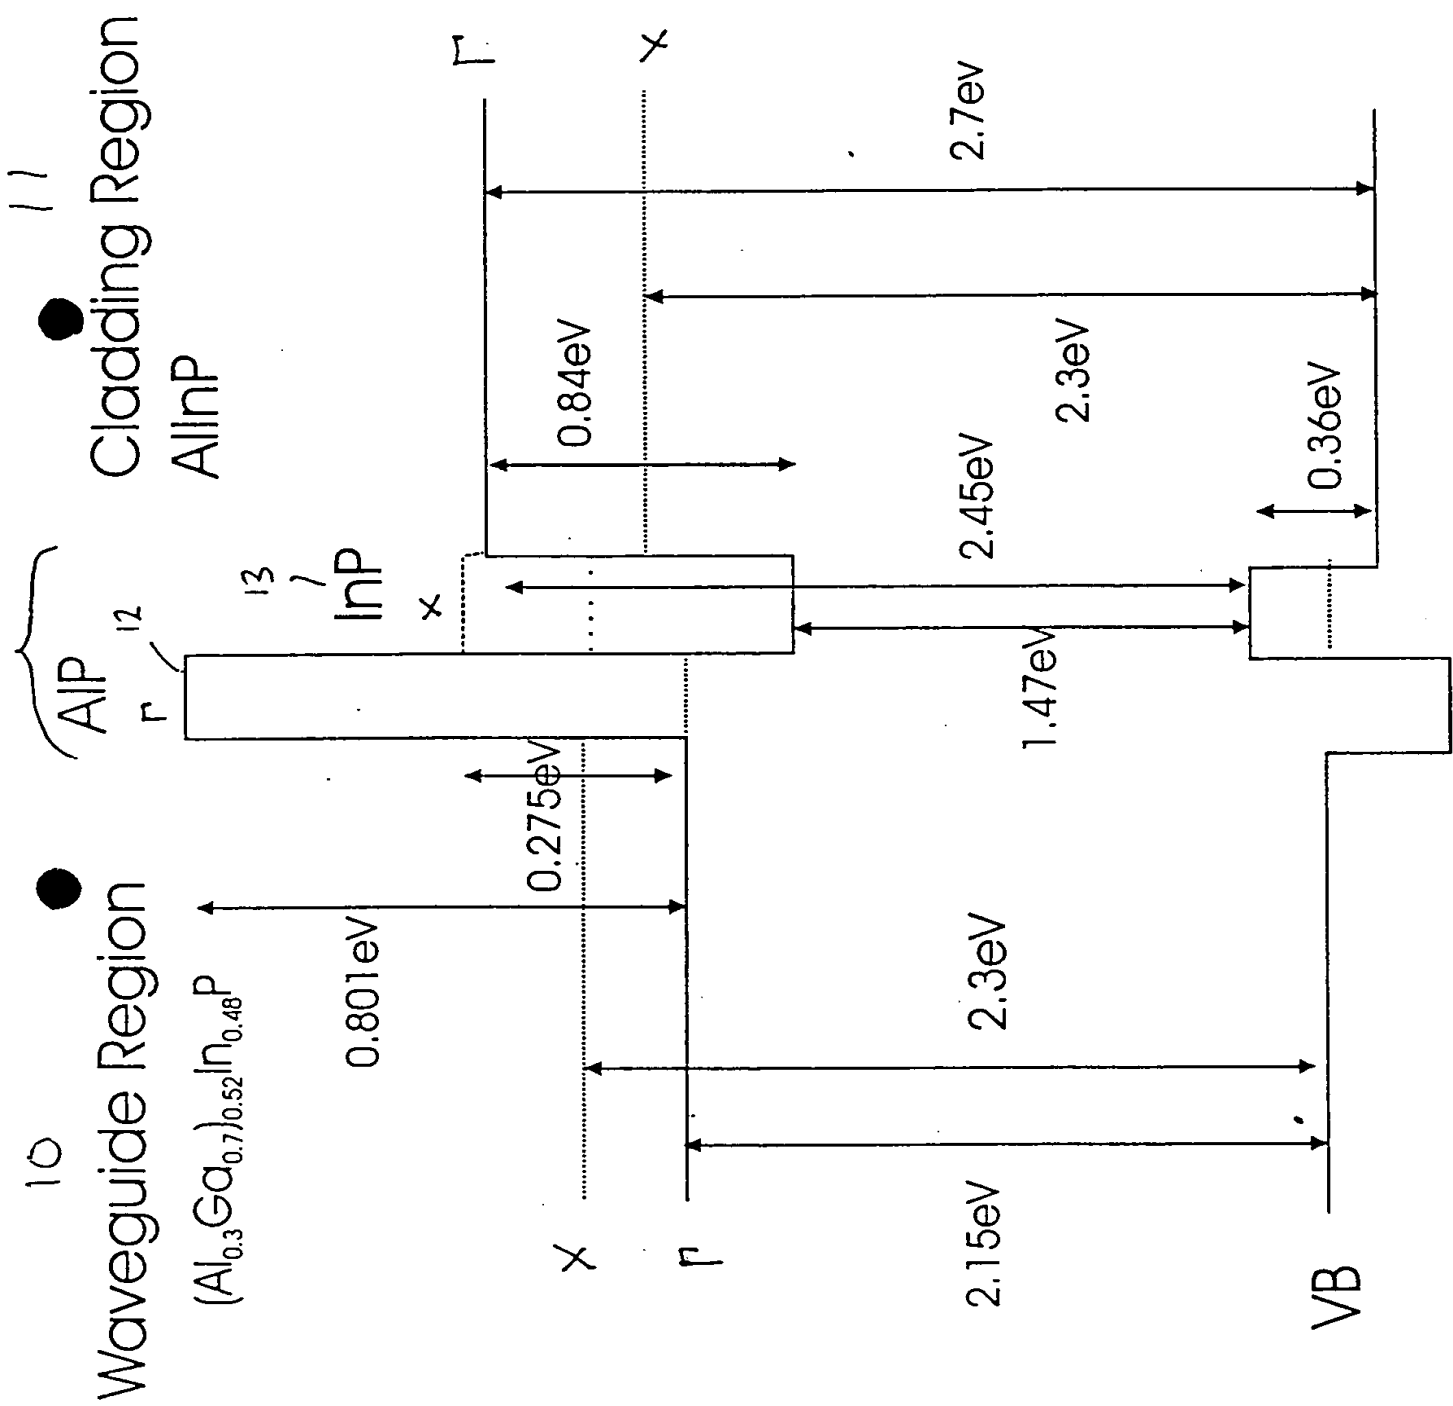 10
Waveguide Region
(Al0.3Ga0.7)0.52In0.48P
AlP
12
Γ
13
InP
x
11
Cladding Region
AlInP
Γ
x
0.801eV
0.275eV
0.84eV
2.7ev
X
Γ
2.15eV
2.3eV
1.47eV
2.45eV
2.3eV
0.36eV
VB